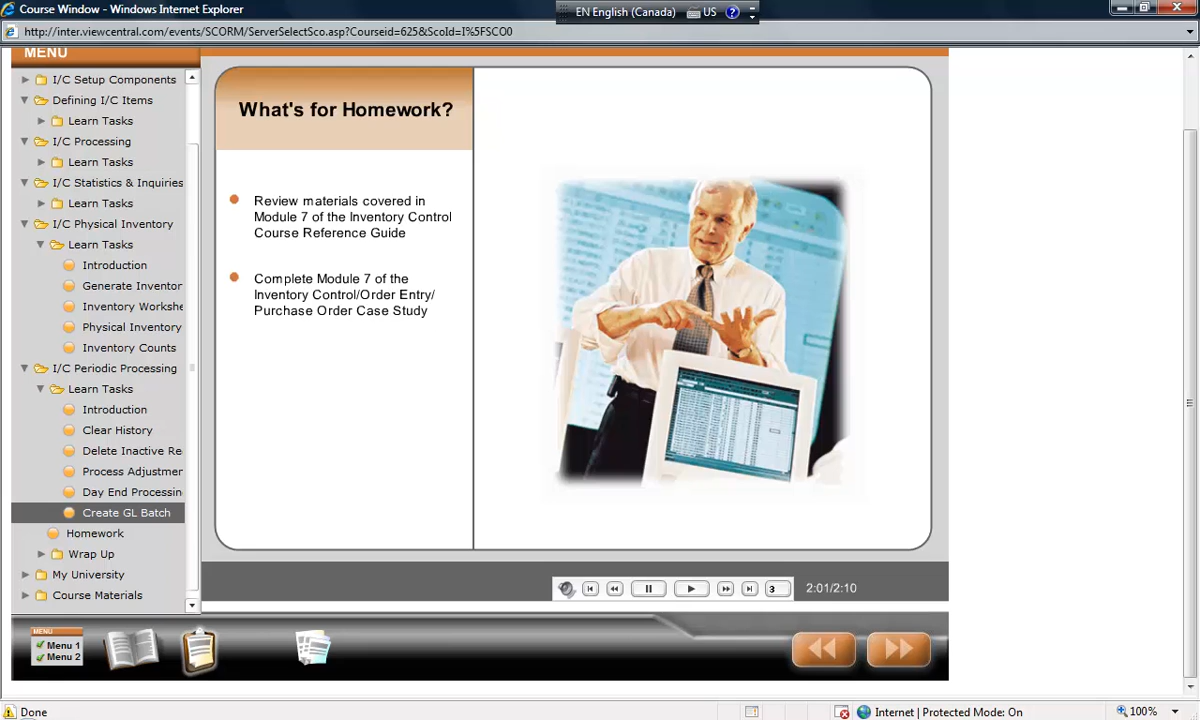 Course Window - Windows Internet Explorer
EN English (Canada)
US
?
http://inter.viewcentral.com/events/SCORM/ServerSelectSco.asp?Courseid=625&ScoId=I%5FSCO0
MENU
I/C Setup Components
Defining I/C Items
Learn Tasks
I/C Processing
Learn Tasks
I/C Statistics & Inquiries
Learn Tasks
I/C Physical Inventory
Learn Tasks
Introduction
Generate Inventor
Inventory Workshe
Physical Inventory
Inventory Counts
I/C Periodic Processing
Learn Tasks
Introduction
Clear History
Delete Inactive Re
Process Adjustmer
Day End Processin
Create GL Batch
Homework
Wrap Up
My University
Course Materials
What's for Homework?
Review materials covered in
Module 7 of the Inventory Control
Course Reference Guide
Complete Module 7 of the
Inventory Control/Order Entry/
Purchase Order Case Study
3
2:01/2:10
MENU
Menu 1
Menu 2
Done
Internet | Protected Mode: On
100%